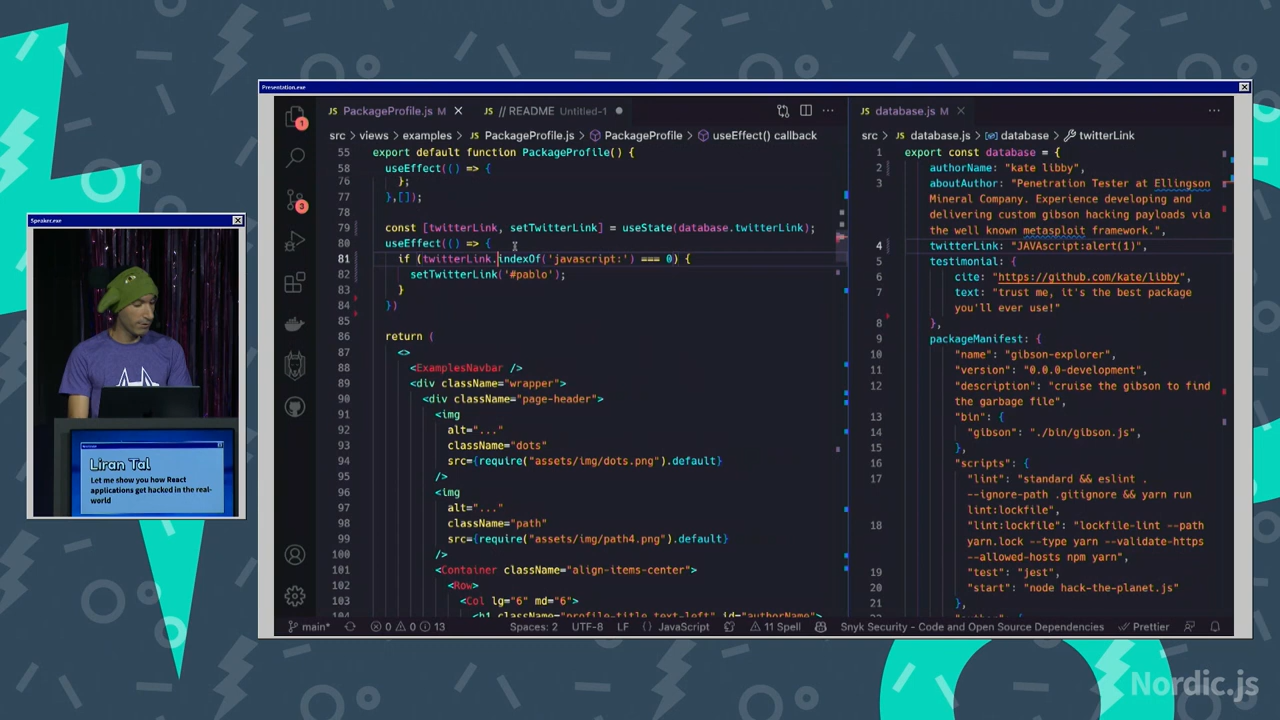 Presentation.exe
PackageProfile.js M
// README Untitled-1
src > views > examples > PackageProfile.js > PackageProfile > useEffect() callback
55 export default function PackageProfile() {
58 useEffect(() => {
76 };
77 },[]);
78
79 const [twitterLink, setTwitterLink] = useState(database.twitterLink);
80 useEffect(() => {
81 if (twitterLink.indexOf('javascript:') === 0) {
82 setTwitterLink('#pablo');
83 }
84 })
85
86 return (
87 <>
88 <ExamplesNavbar />
89 <div className="wrapper">
90 <div className="page-header">
91 <img
92 alt="..."
93 className="dots"
94 src={require("assets/img/dots.png").default}
95 />
96 <img
97 alt="..."
98 className="path"
99 src={require("assets/img/path4.png").default}
100 />
101 <Container className="align-items-center">
102 <Row>
103 <Col lg="6" md="6">
database.js M
src > database.js > database > twitterLink
1 export const database = {
2 authorName: "kate libby",
3 aboutAuthor: "Penetration Tester at Ellingson
Mineral Company. Experience developing and
delivering custom gibson hacking payloads via
the well known metasploit framework.",
4 twitterLink: "JAVAscript:alert(1)",
5 testimonial: {
6 cite: "https://github.com/kate/libby",
7 text: "trust me, it's the best package
you'll ever use!"
8 },
9 packageManifest: {
10 "name": "gibson-explorer",
11 "version": "0.0.0-development",
12 "description": "cruise the gibson to find
the garbage file",
13 "bin": {
14 "gibson": "./bin/gibson.js",
15 },
16 "scripts": {
17 "lint": "standard && eslint .
--ignore-path .gitignore && yarn run
lint:lockfile",
18 "lint:lockfile": "lockfile-lint --path
yarn.lock --type yarn --validate-https
--allowed-hosts npm yarn",
19 "test": "jest",
20 "start": "node hack-the-planet.js"
21 },
1
3
main* 0 0 13 Spaces: 2 UTF-8 LF { } JavaScript 11 Spell Snyk Security - Code and Open Source Dependencies Prettier
Speaker.exe
Liran Tal
Let me show you how React
applications get hacked in the real-
world
Nordic.js